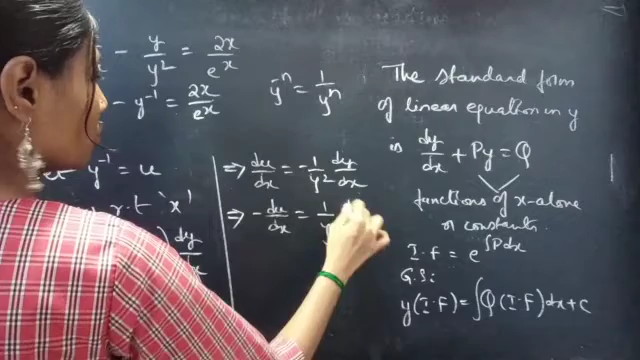 - y/y² = 2x/eˣ
- y⁻¹ = 2x/eˣ
y⁻¹ = u
w.r.t 'x'
) dy/dx
y⁻ⁿ = 1/yⁿ
⇒ du/dx = - 1/y² dy/dx
⇒ - du/dx = 1/y
The standard form
of linear equation in y
is dy/dx + Py = Q
functions of x-alone
or constants
I.F = e^∫Pdx
G.S:
y(I.F) = ∫Q(I.F)dx + c